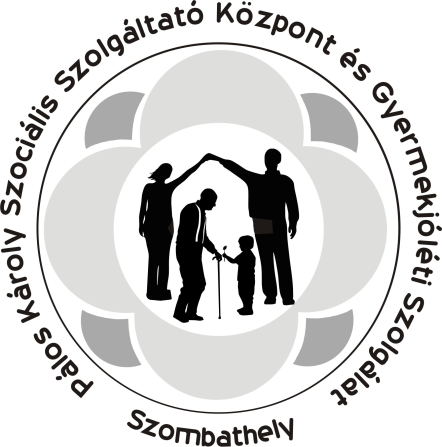 Pálos Károly Szociális Szolgáltató Központ és Gyermekjóléti Szolgálat
Szombathely